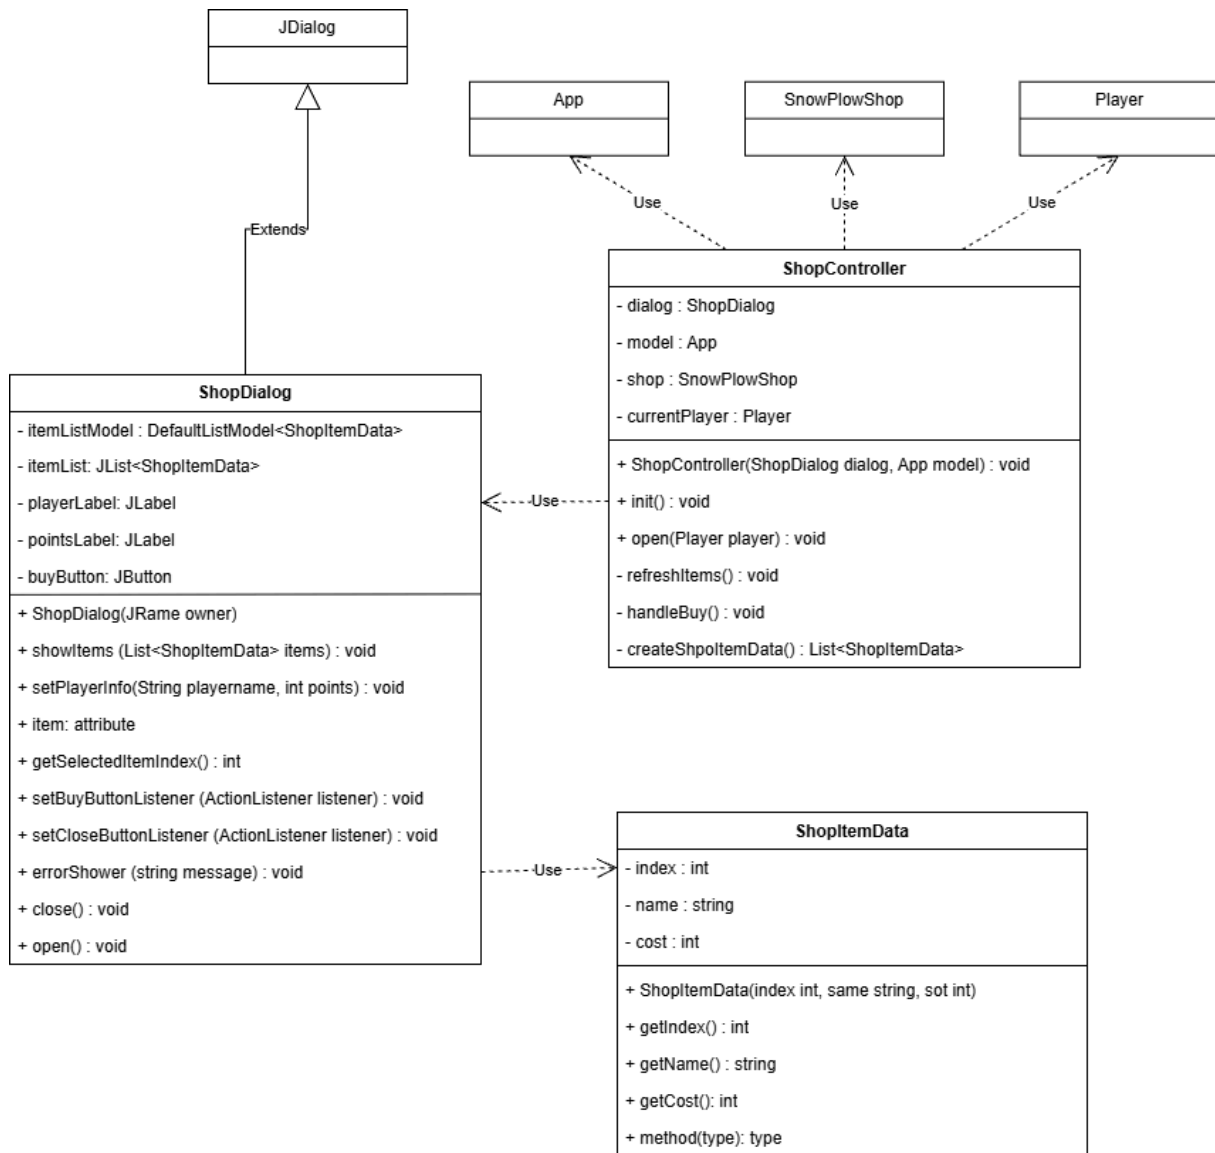 JDialog
App
SnowPlowShop
Player
Use
Use
Use
Extends
ShopController
- dialog : ShopDialog
- model : App
- shop : SnowPlowShop
- currentPlayer : Player
+ ShopController(ShopDialog dialog, App model) : void
+ init() : void
+ open(Player player) : void
- refreshItems() : void
- handleBuy() : void
- createShpoItemData() : List<ShopItemData>
Use
ShopDialog
- itemListModel : DefaultListModel<ShopItemData>
- itemList: JList<ShopItemData>
- playerLabel: JLabel
- pointsLabel: JLabel
- buyButton: JButton
+ ShopDialog(JRame owner)
+ showItems (List<ShopItemData> items) : void
+ setPlayerInfo(String playername, int points) : void
+ item: attribute
+ getSelectedItemIndex() : int
+ setBuyButtonListener (ActionListener listener) : void
+ setCloseButtonListener (ActionListener listener) : void
+ errorShower (string message) : void
+ close() : void
+ open() : void
Use
ShopItemData
- index : int
- name : string
- cost : int
+ ShopItemData(index int, same string, sot int)
+ getIndex() : int
+ getName() : string
+ getCost(): int
+ method(type): type